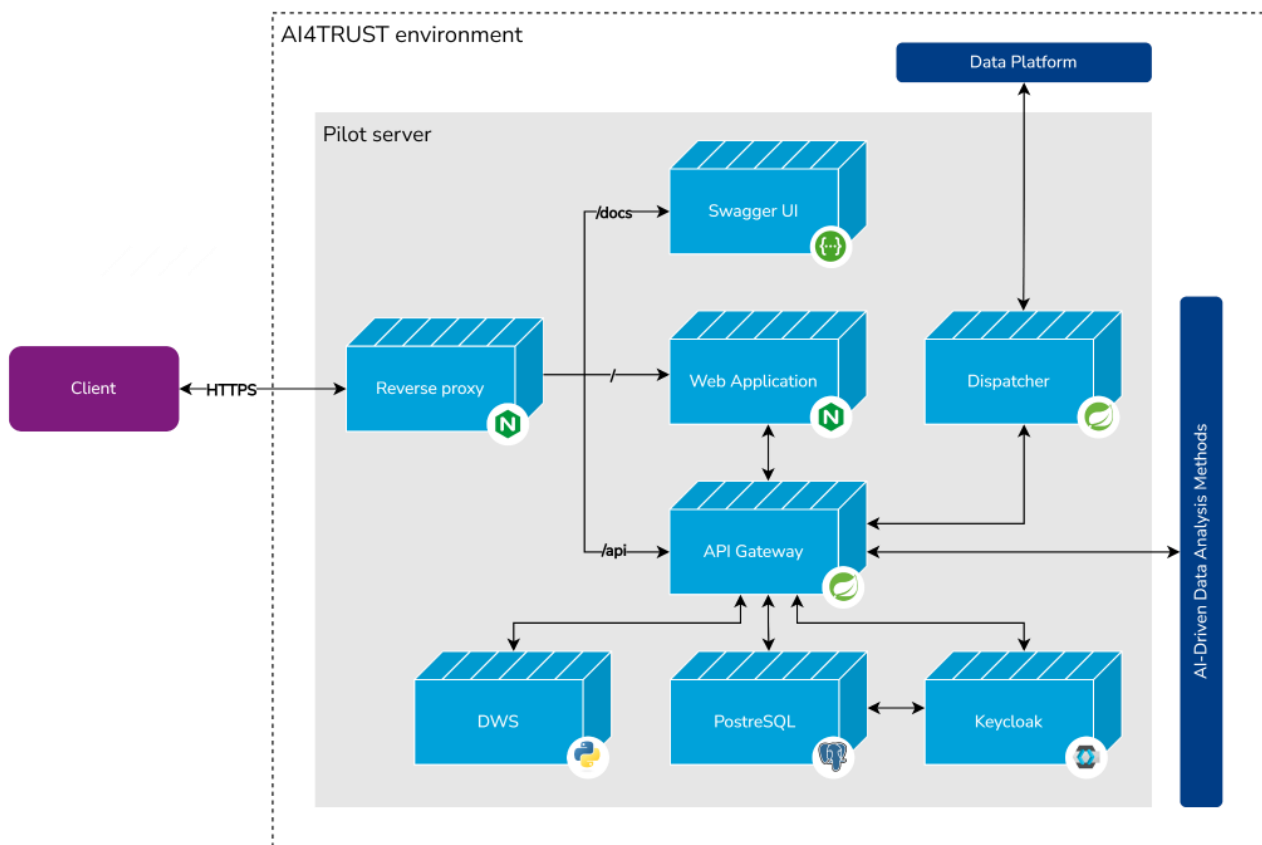 AI4TRUST environment
Data Platform
Pilot server
Swagger UI
/docs
{...}
Client
HTTPS
Reverse proxy
N
/
Web Application
N
Dispatcher
/api
API Gateway
AI-Driven Data Analysis Methods
DWS
PostreSQL
Keycloak